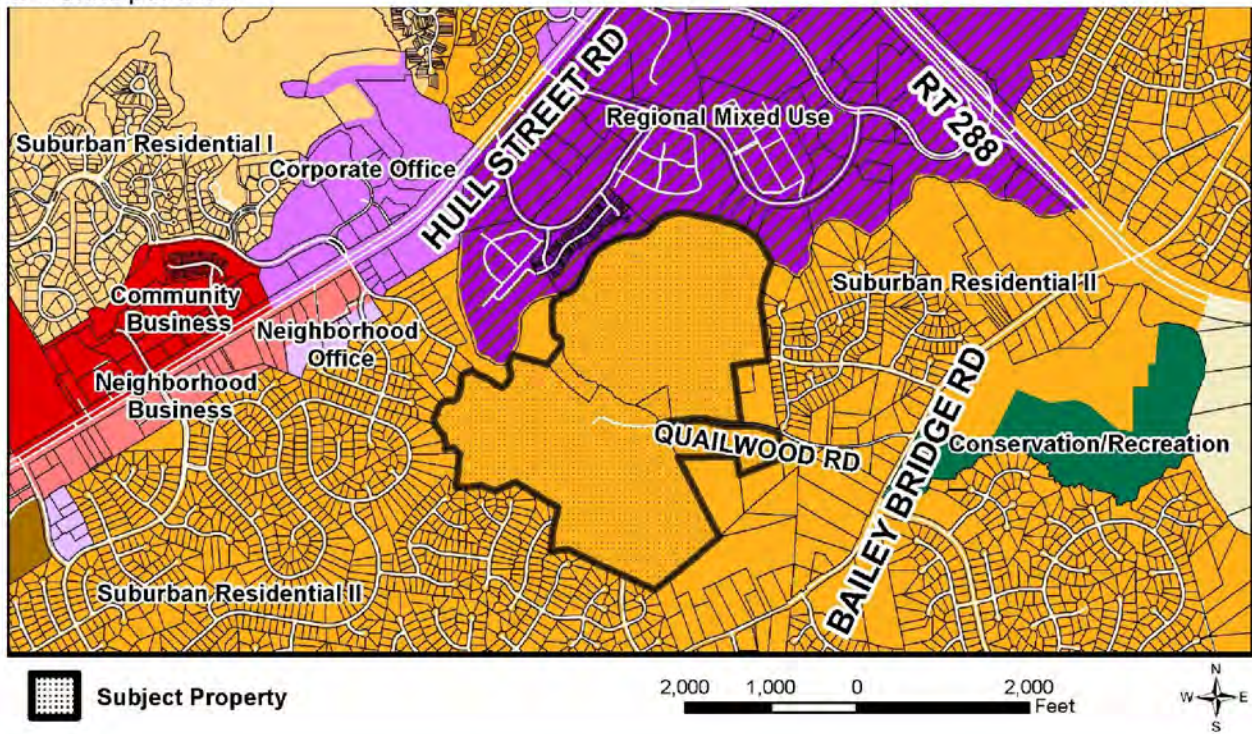 HULL STREET RD
RT 288
Regional Mixed Use
Suburban Residential I
Corporate Office
Community
Business
Neighborhood
Office
Neighborhood
Business
Suburban Residential II
QUAILWOOD RD
BAILEY BRIDGE RD
Conservation/Recreation
Suburban Residential II
Subject Property
2,000 1,000 0 2,000
Feet
N
W E
S